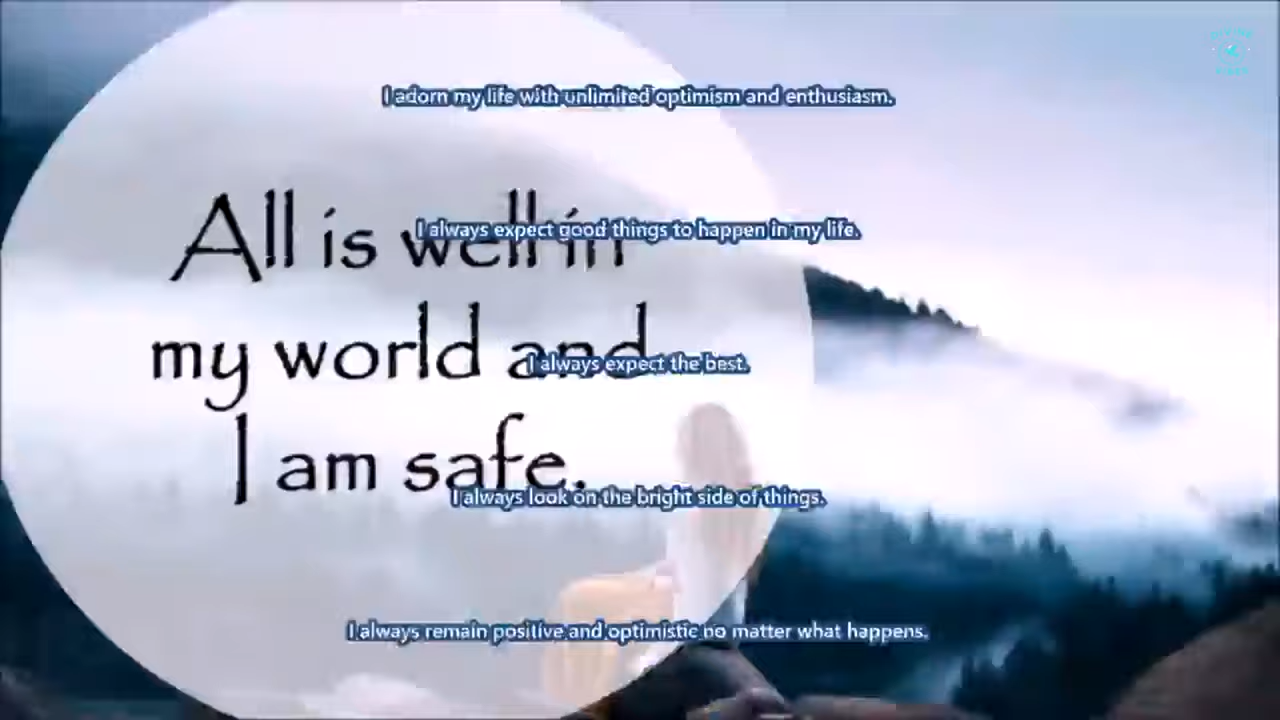 I adorn my life with unlimited optimism and enthusiasm.
All is well in
I always expect good things to happen in my life.
my world and
I always expect the best.
I am safe.
I always look on the bright side of things.
I always remain positive and optimistic no matter what happens.